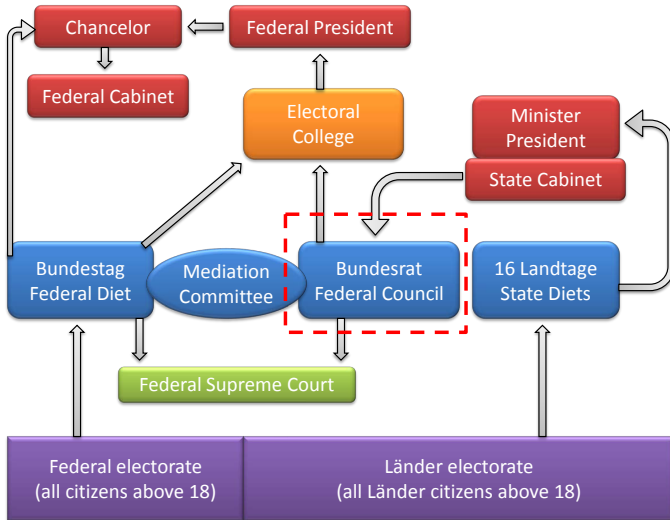 Chancelor
Federal President
Federal Cabinet
Electoral
College
Minister
President
State Cabinet
Bundestag
Federal Diet
Mediation
Committee
Bundesrat
Federal Council
16 Landtage
State Diets
Federal Supreme Court
Federal electorate
(all citizens above 18)
Länder electorate
(all Länder citizens above 18)